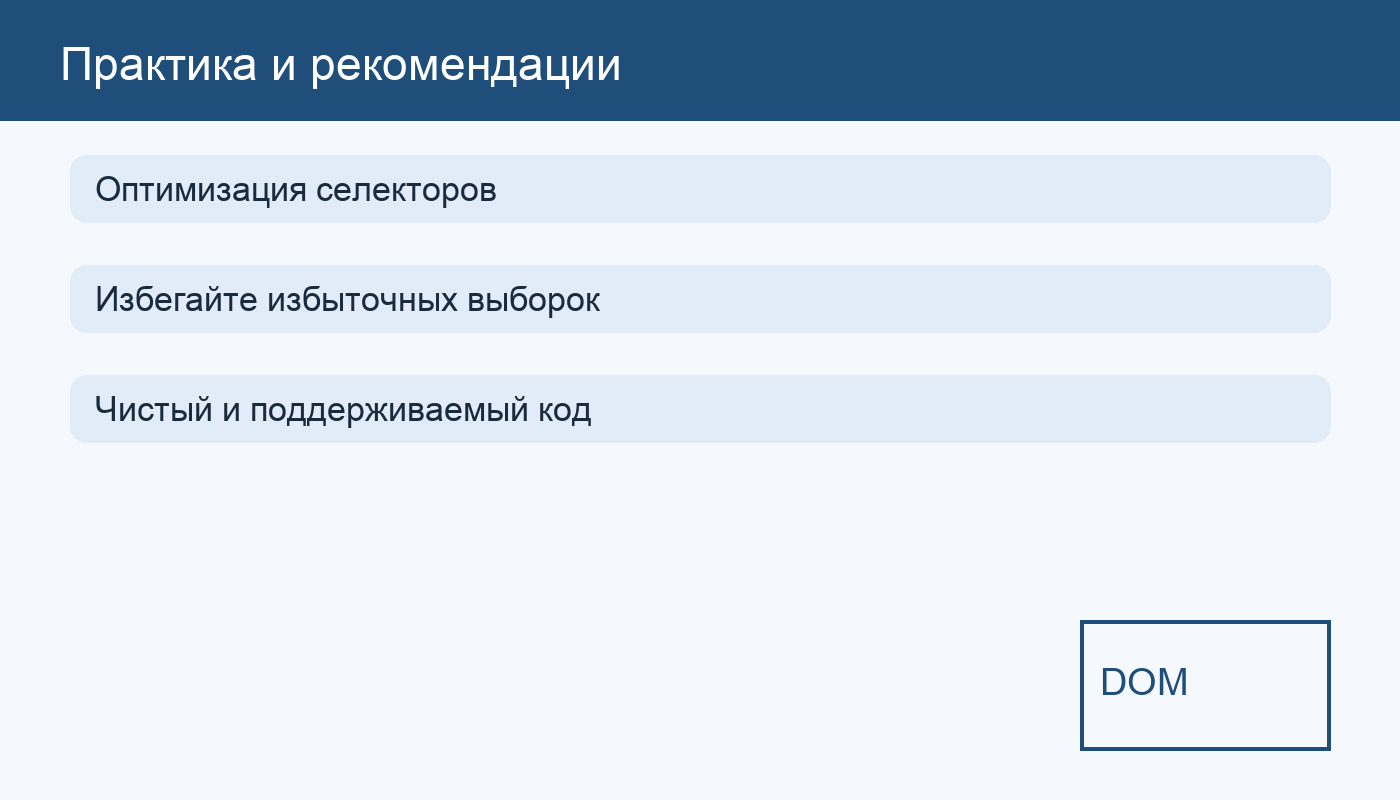 Практика и рекомендации
Оптимизация селекторов
Избегайте избыточных выборок
Чистый и поддерживаемый код
DOM